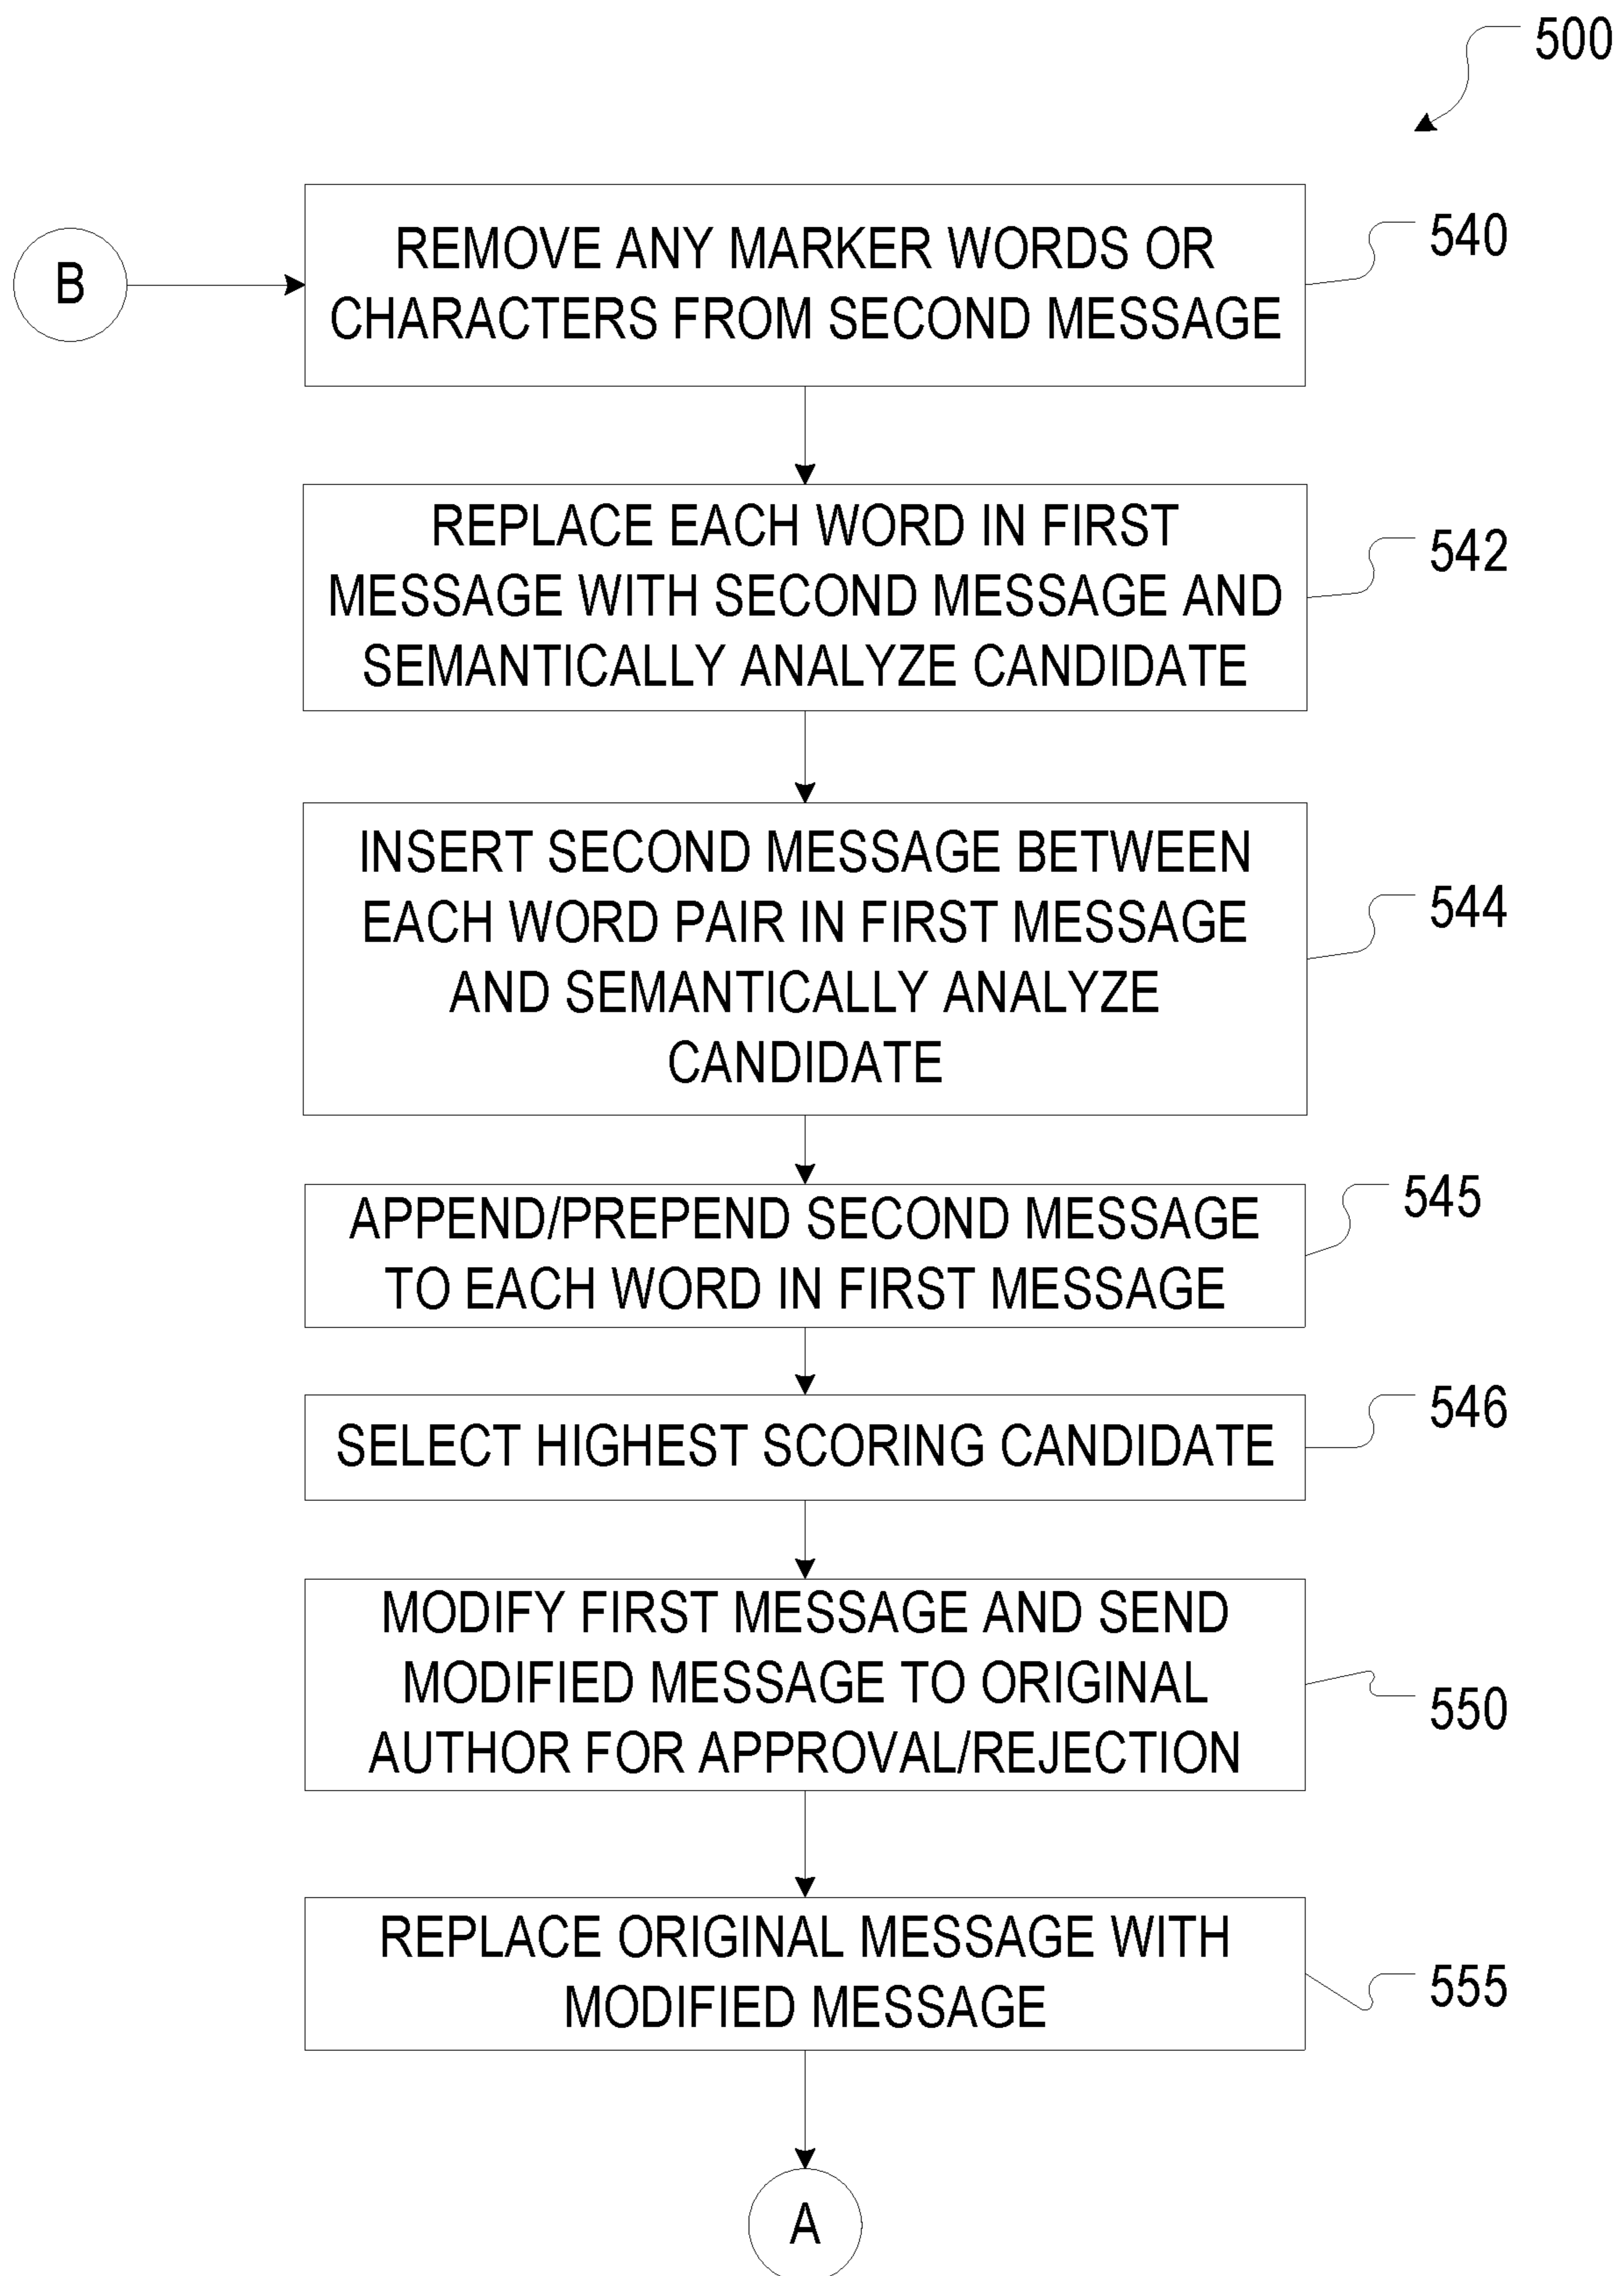 500
B
REMOVE ANY MARKER WORDS OR
CHARACTERS FROM SECOND MESSAGE
540
REPLACE EACH WORD IN FIRST
MESSAGE WITH SECOND MESSAGE AND
SEMANTICALLY ANALYZE CANDIDATE
542
INSERT SECOND MESSAGE BETWEEN
EACH WORD PAIR IN FIRST MESSAGE
AND SEMANTICALLY ANALYZE
CANDIDATE
544
APPEND/PREPEND SECOND MESSAGE
TO EACH WORD IN FIRST MESSAGE
545
SELECT HIGHEST SCORING CANDIDATE
546
MODIFY FIRST MESSAGE AND SEND
MODIFIED MESSAGE TO ORIGINAL
AUTHOR FOR APPROVAL/REJECTION
550
REPLACE ORIGINAL MESSAGE WITH
MODIFIED MESSAGE
555
A